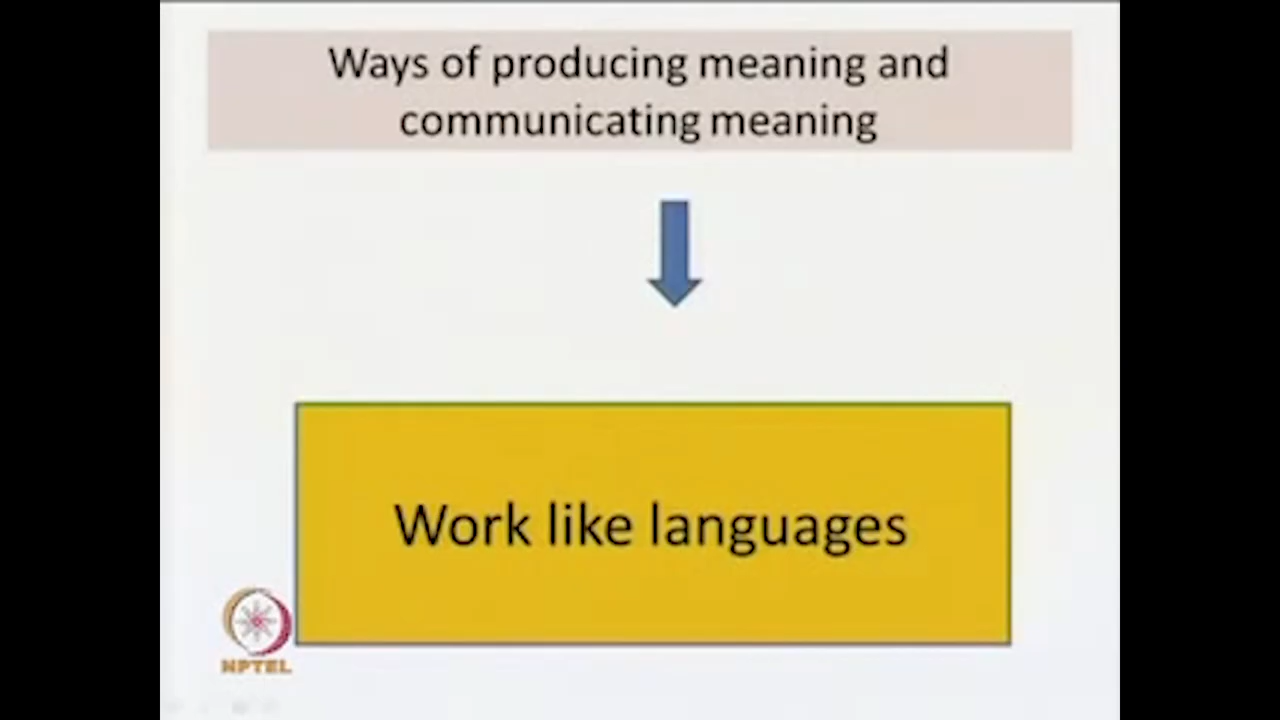 Ways of producing meaning and
communicating meaning
Work like languages
NPTEL